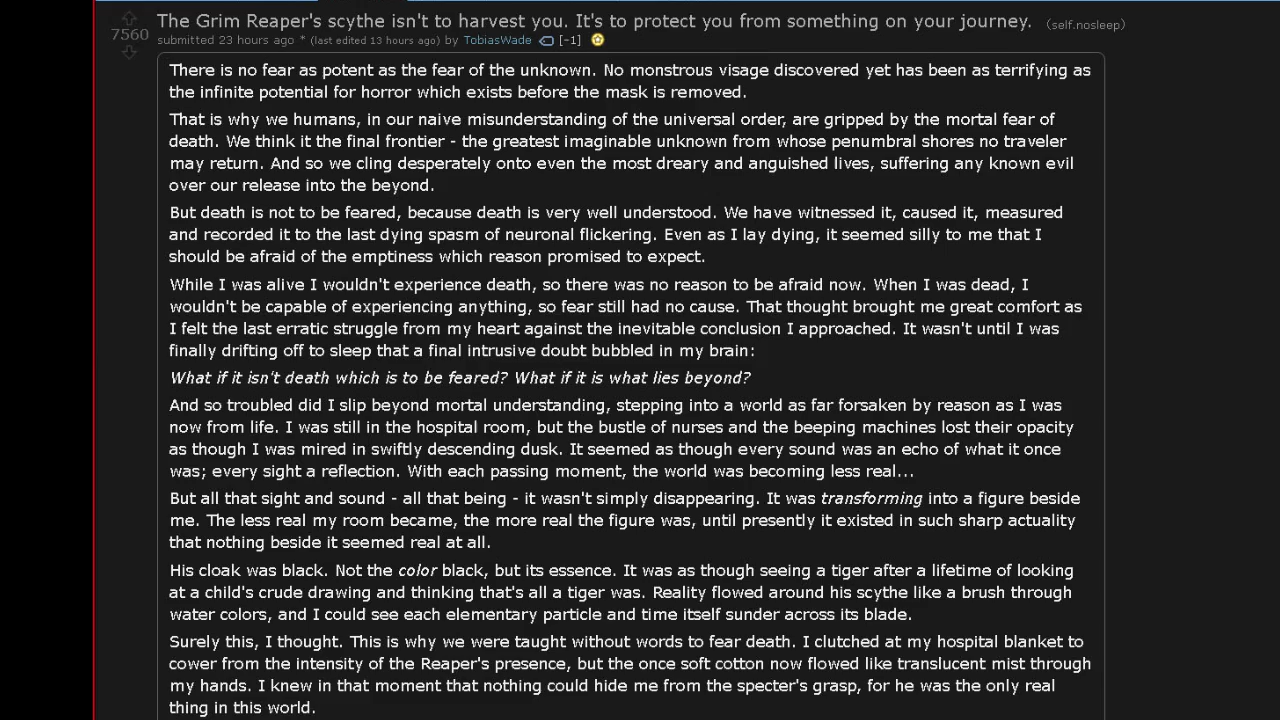 The Grim Reaper's scythe isn't to harvest you. It's to protect you from something on your journey. (self.nosleep)
7560
submitted 23 hours ago * (last edited 13 hours ago) by TobiasWade [-1]
There is no fear as potent as the fear of the unknown. No monstrous visage discovered yet has been as terrifying as
the infinite potential for horror which exists before the mask is removed.
That is why we humans, in our naive misunderstanding of the universal order, are gripped by the mortal fear of
death. We think it the final frontier - the greatest imaginable unknown from whose penumbral shores no traveler
may return. And so we cling desperately onto even the most dreary and anguished lives, suffering any known evil
over our release into the beyond.
But death is not to be feared, because death is very well understood. We have witnessed it, caused it, measured
and recorded it to the last dying spasm of neuronal flickering. Even as I lay dying, it seemed silly to me that I
should be afraid of the emptiness which reason promised to expect.
While I was alive I wouldn't experience death, so there was no reason to be afraid now. When I was dead, I
wouldn't be capable of experiencing anything, so fear still had no cause. That thought brought me great comfort as
I felt the last erratic struggle from my heart against the inevitable conclusion I approached. It wasn't until I was
finally drifting off to sleep that a final intrusive doubt bubbled in my brain:
What if it isn't death which is to be feared? What if it is what lies beyond?
And so troubled did I slip beyond mortal understanding, stepping into a world as far forsaken by reason as I was
now from life. I was still in the hospital room, but the bustle of nurses and the beeping machines lost their opacity
as though I was mired in swiftly descending dusk. It seemed as though every sound was an echo of what it once
was; every sight a reflection. With each passing moment, the world was becoming less real...
But all that sight and sound - all that being - it wasn't simply disappearing. It was transforming into a figure beside
me. The less real my room became, the more real the figure was, until presently it existed in such sharp actuality
that nothing beside it seemed real at all.
His cloak was black. Not the color black, but its essence. It was as though seeing a tiger after a lifetime of looking
at a child's crude drawing and thinking that's all a tiger was. Reality flowed around his scythe like a brush through
water colors, and I could see each elementary particle and time itself sunder across its blade.
Surely this, I thought. This is why we were taught without words to fear death. I clutched at my hospital blanket to
cower from the intensity of the Reaper's presence, but the once soft cotton now flowed like translucent mist through
my hands. I knew in that moment that nothing could hide me from the specter's grasp, for he was the only real
thing in this world.